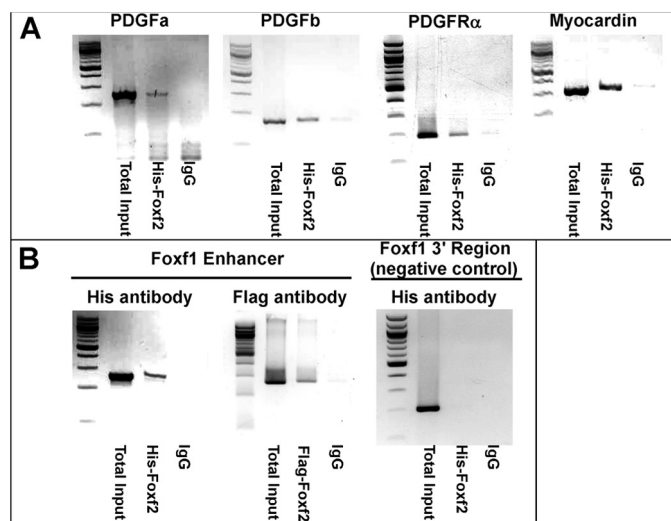 A
PDGFa
PDGFb
PDGFRα
Myocardin
Total Input
His-Foxf2
IgG
Total Input
His-Foxf2
IgG
Total Input
His-Foxf2
IgG
Total Input
His-Foxf2
IgG
B
Foxf1 Enhancer
Foxf1 3' Region
(negative control)
His antibody
Flag antibody
His antibody
Total Input
His-Foxf2
IgG
Total Input
Flag-Foxf2
IgG
Total Input
His-Foxf2
IgG